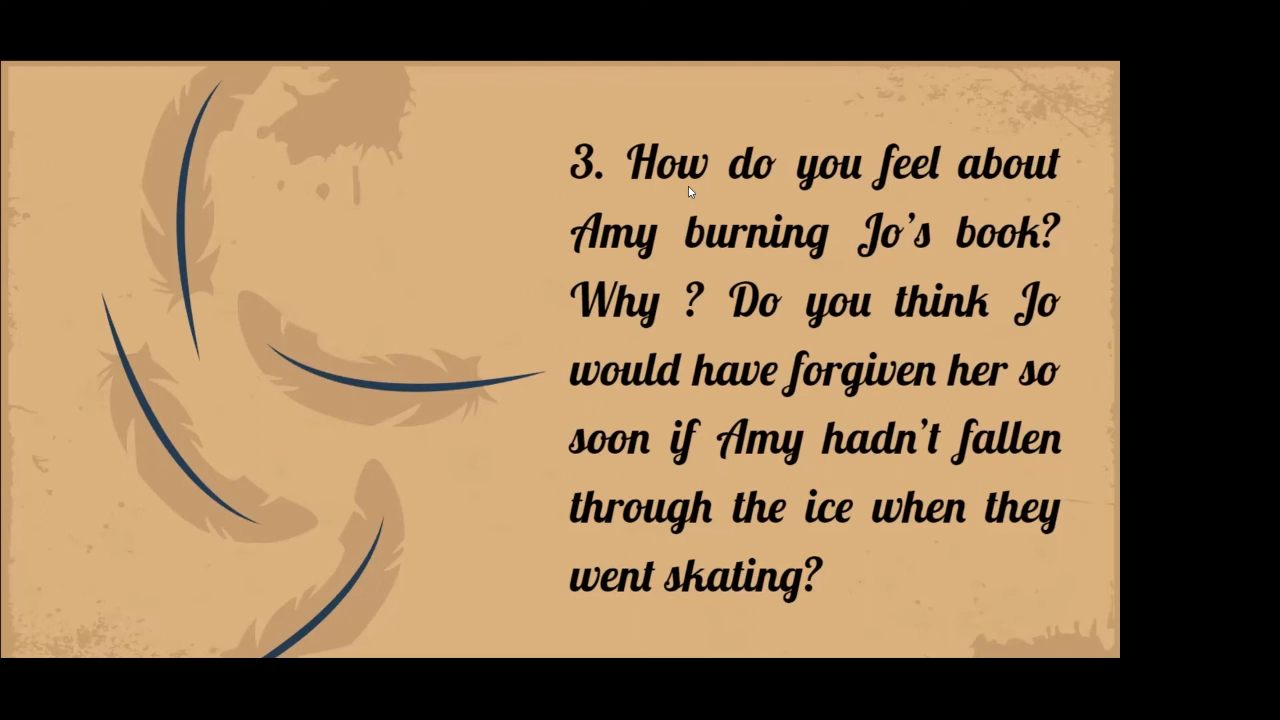 3. How do you feel about
Amy burning Jo's book?
Why ? Do you think Jo
would have forgiven her so
soon if Amy hadn't fallen
through the ice when they
went skating?